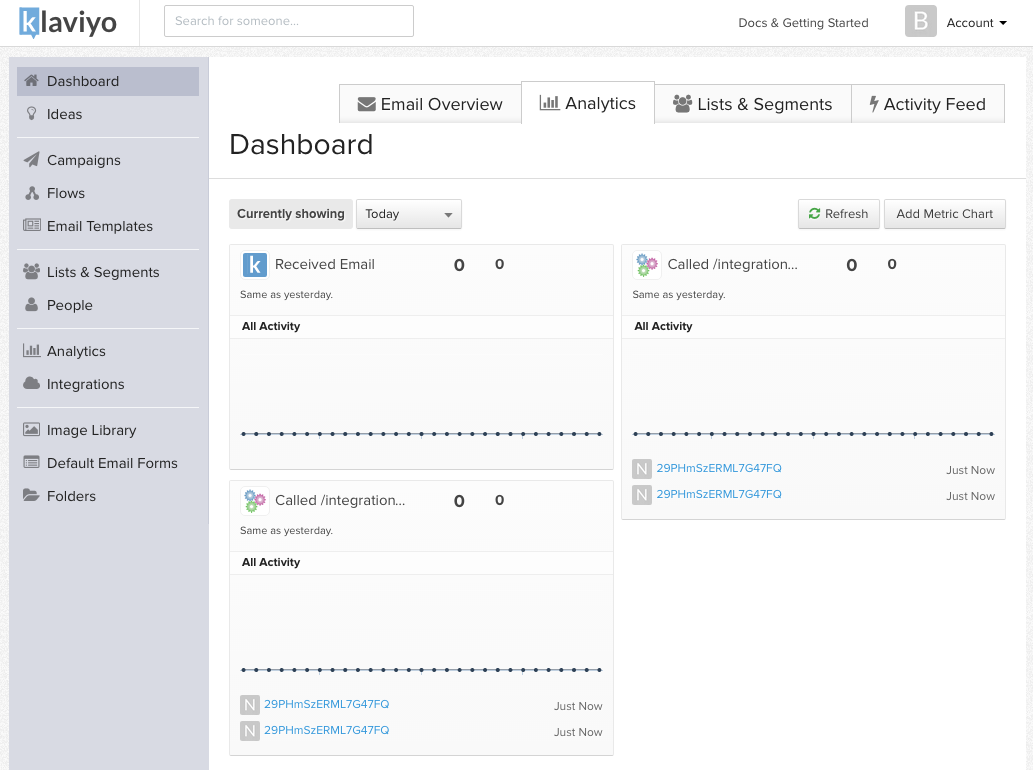 klaviyo
Search for someone...
Docs & Getting Started
B
Account
Dashboard
Ideas
Campaigns
Flows
Email Templates
Lists & Segments
People
Analytics
Integrations
Image Library
Default Email Forms
Folders
Email Overview
Analytics
Lists & Segments
Activity Feed
Dashboard
Currently showing
Today
Refresh
Add Metric Chart
k Received Email 0 0
Same as yesterday.
All Activity
Called /integration... 0 0
Same as yesterday.
All Activity
N 29PHmSzERML7G47FQ Just Now
N 29PHmSzERML7G47FQ Just Now
Called /integration... 0 0
Same as yesterday.
All Activity
N 29PHmSzERML7G47FQ Just Now
N 29PHmSzERML7G47FQ Just Now